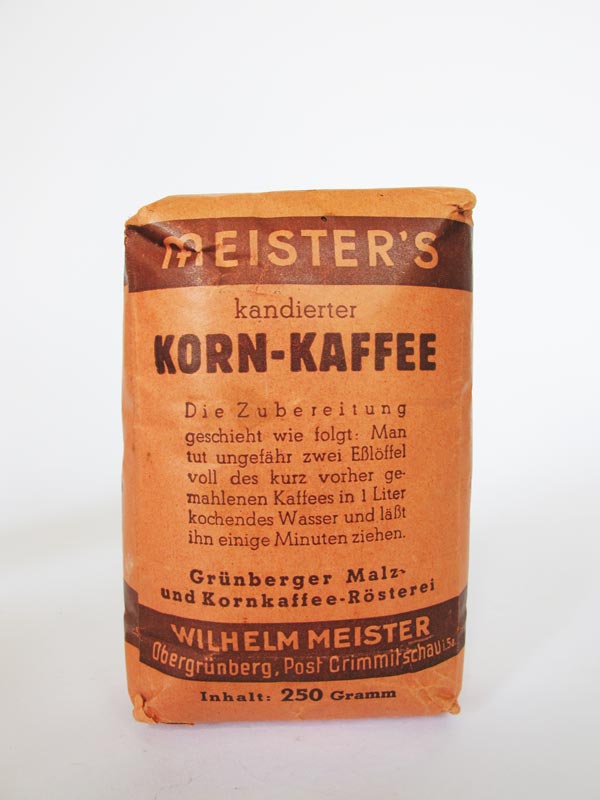 MEISTER'S
kandierter
KORN-KAFFEE
Die Zubereitung
geschieht wie folgt: Man
tut ungefähr zwei Eßlöffel
voll des kurz vorher ge-
mahlenen Kaffees in 1 Liter
kochendes Wasser und läßt
ihn einige Minuten ziehen.
Grünberger Malz-
und Kornkaffee-Rösterei
WILHELM MEISTER
Obergrünberg, Post Crimmitschau i.Sa.
Inhalt: 250 Gramm